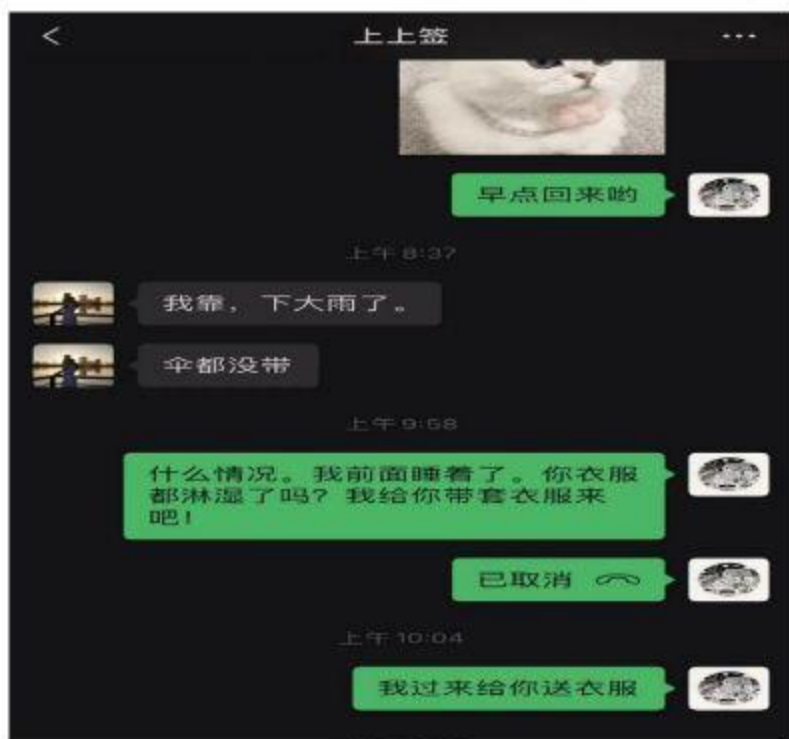 上上签
早点回来哟
上午 8:37
我靠，下大雨了。
伞都没带
上午 9:58
什么情况。我前面睡着了。你衣服
都淋湿了吗？我给你带套衣服来
吧！
已取消
上午 10:04
我过来给你送衣服